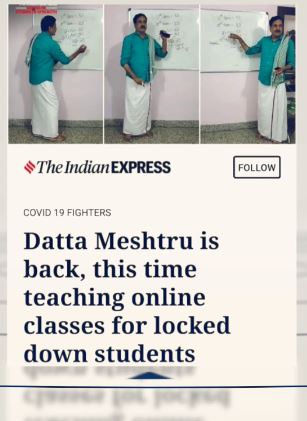 The Indian EXPRESS
FOLLOW
COVID 19 FIGHTERS
Datta Meshtru is
back, this time
teaching online
classes for locked
down students